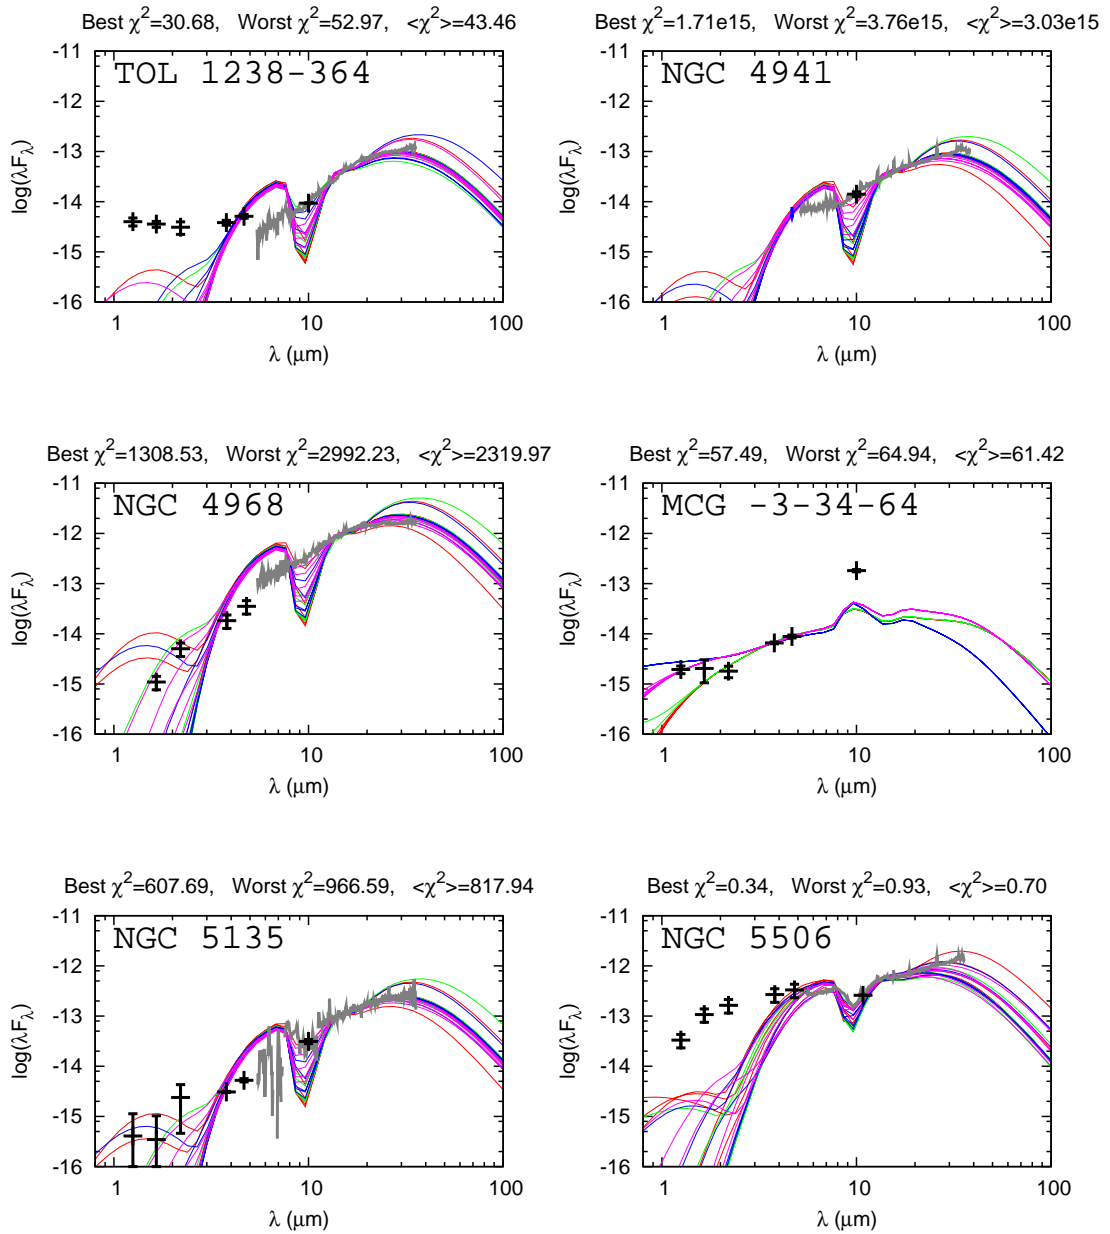 Best χ²=30.68, Worst χ²=52.97, <χ²>=43.46
Best χ²=1.71e15, Worst χ²=3.76e15, <χ²>=3.03e15
-11
-12
-13
-14
-15
-16
log(λFλ)
TOL 1238-364
1 10 100
λ (μm)
-11
-12
-13
-14
-15
-16
log(λFλ)
NGC 4941
1 10 100
λ (μm)
Best χ²=1308.53, Worst χ²=2992.23, <χ²>=2319.97
Best χ²=57.49, Worst χ²=64.94, <χ²>=61.42
-11
-12
-13
-14
-15
-16
log(λFλ)
NGC 4968
1 10 100
λ (μm)
-11
-12
-13
-14
-15
-16
log(λFλ)
MCG -3-34-64
1 10 100
λ (μm)
Best χ²=607.69, Worst χ²=966.59, <χ²>=817.94
Best χ²=0.34, Worst χ²=0.93, <χ²>=0.70
-11
-12
-13
-14
-15
-16
log(λFλ)
NGC 5135
1 10 100
λ (μm)
-11
-12
-13
-14
-15
-16
log(λFλ)
NGC 5506
1 10 100
λ (μm)